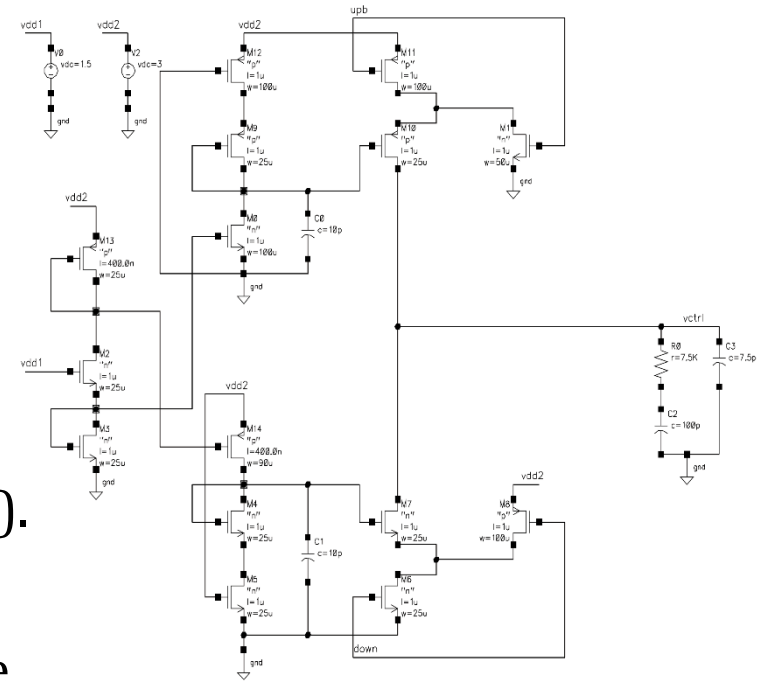 upb
vdd1
vdd2
vdd2
V0
vdc=1.5
gnd
V2
vdc=3
gnd
M12
"p"
l=1u
w=100u
M11
"p"
l=1u
w=100u
M9
"p"
l=1u
w=25u
M10
"p"
l=1u
w=25u
M1
"n"
l=1u
w=50u
gnd
vdd2
M13
"p"
l=400.0n
w=25u
M0
"n"
l=1u
w=100u
C0
c=10p
gnd
vdd1
M2
"n"
l=1u
w=25u
M3
"n"
l=1u
w=25u
gnd
vctrl
R0
r=7.5K
C3
c=7.5p
C2
c=100p
gnd
vdd2
M14
"p"
l=400.0n
w=90u
M4
"n"
l=1u
w=25u
C1
c=10p
M7
"n"
l=1u
w=25u
vdd2
M8
"p"
l=1u
w=100u
M5
"n"
l=1u
w=25u
M6
"n"
l=1u
w=25u
down
gnd
).
e